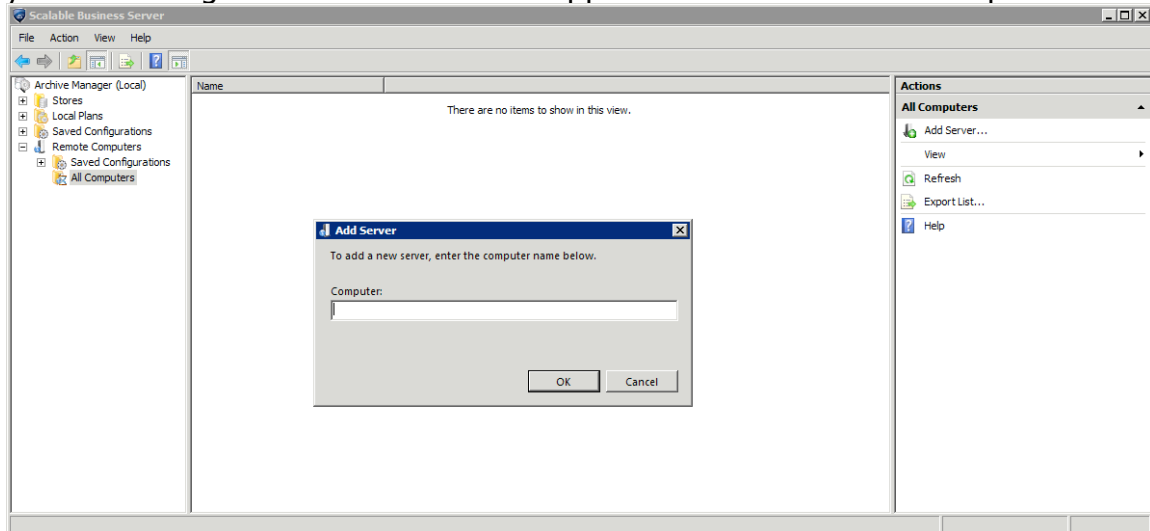 Scalable Business Server
File Action View Help
Archive Manager (Local)
Stores
Local Plans
Saved Configurations
Remote Computers
Saved Configurations
All Computers
Name
There are no items to show in this view.
Add Server
To add a new server, enter the computer name below.
Computer:
OK Cancel
Actions
All Computers
Add Server...
View
Refresh
Export List...
Help